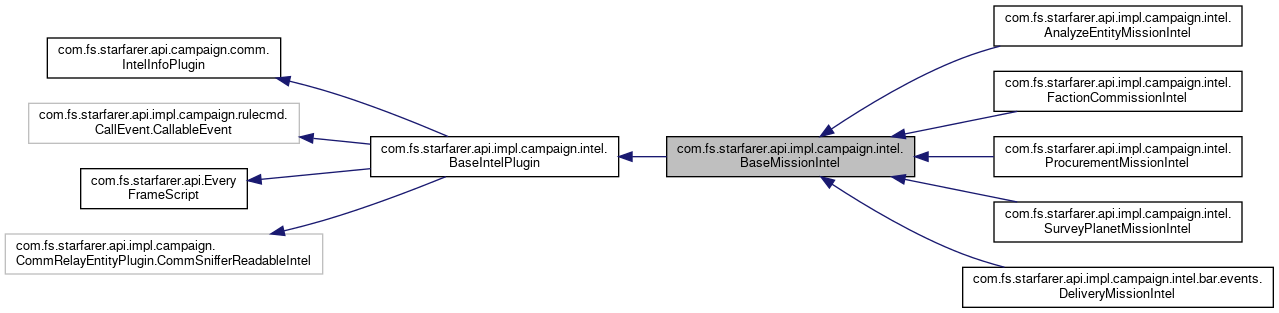 com.fs.starfarer.api.campaign.comm.
IntelInfoPlugin
com.fs.starfarer.api.impl.campaign.rulecmd.
CallEvent.CallableEvent
com.fs.starfarer.api.Every
FrameScript
com.fs.starfarer.api.impl.campaign.
CommRelayEntityPlugin.CommSnifferReadableIntel
com.fs.starfarer.api.impl.campaign.intel.
BaseIntelPlugin
com.fs.starfarer.api.impl.campaign.intel.
BaseMissionIntel
com.fs.starfarer.api.impl.campaign.intel.
AnalyzeEntityMissionIntel
com.fs.starfarer.api.impl.campaign.intel.
FactionCommissionIntel
com.fs.starfarer.api.impl.campaign.intel.
ProcurementMissionIntel
com.fs.starfarer.api.impl.campaign.intel.
SurveyPlanetMissionIntel
com.fs.starfarer.api.impl.campaign.intel.bar.events.
DeliveryMissionIntel